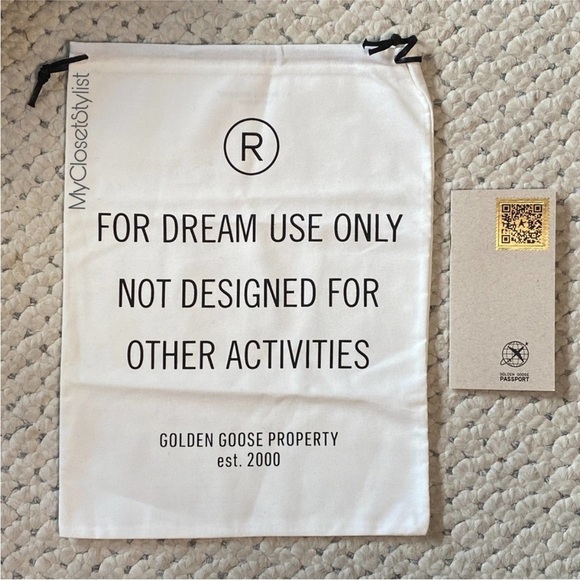 MyClosetStylist
R
FOR DREAM USE ONLY
NOT DESIGNED FOR
OTHER ACTIVITIES
GOLDEN GOOSE PROPERTY
est. 2000
GOLDEN GOOSE
PASSPORT